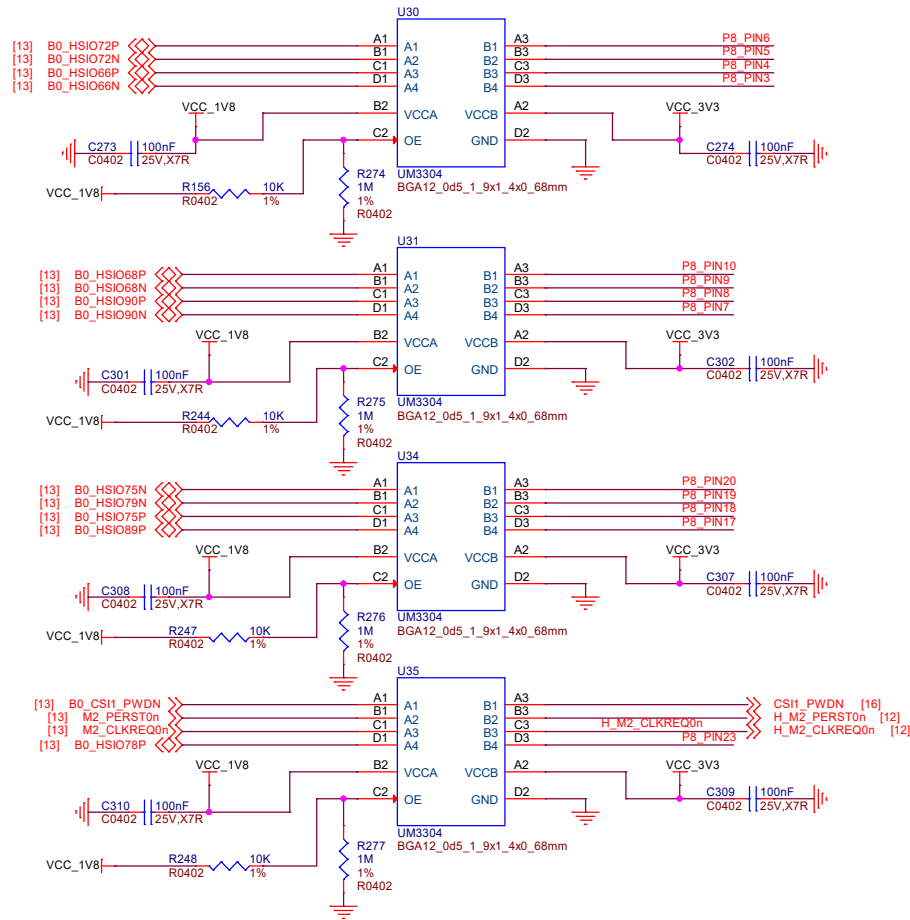 U30
[13] B0_HSIO72P A1 A1 B1 A3 P8_PIN6
[13] B0_HSIO72N B1 A2 B2 B3 P8_PIN5
[13] B0_HSIO66P C1 A3 B3 C3 P8_PIN4
[13] B0_HSIO66N D1 A4 B4 D3 P8_PIN3
VCC_1V8 B2 VCCA VCCB A2 VCC_3V3
C273 100nF C2 OE GND D2 C274 100nF
C0402 25V,X7R C0402 25V,X7R
VCC_1V8 R156 10K R274 UM3304
R0402 1% 1M BGA12_0d5_1_9x1_4x0_68mm
1%
R0402
U31
[13] B0_HSIO68P A1 A1 B1 A3 P8_PIN10
[13] B0_HSIO68N B1 A2 B2 B3 P8_PIN9
[13] B0_HSIO90P C1 A3 B3 C3 P8_PIN8
[13] B0_HSIO90N D1 A4 B4 D3 P8_PIN7
VCC_1V8 B2 VCCA VCCB A2 VCC_3V3
C301 100nF C2 OE GND D2 C302 100nF
C0402 25V,X7R C0402 25V,X7R
VCC_1V8 R244 10K R275 UM3304
R0402 1% 1M BGA12_0d5_1_9x1_4x0_68mm
1%
R0402
U34
[13] B0_HSIO75N A1 A1 B1 A3 P8_PIN20
[13] B0_HSIO79N B1 A2 B2 B3 P8_PIN19
[13] B0_HSIO75P C1 A3 B3 C3 P8_PIN18
[13] B0_HSIO89P D1 A4 B4 D3 P8_PIN17
VCC_1V8 B2 VCCA VCCB A2 VCC_3V3
C308 100nF C2 OE GND D2 C307 100nF
C0402 25V,X7R C0402 25V,X7R
VCC_1V8 R247 10K R276 UM3304
R0402 1% 1M BGA12_0d5_1_9x1_4x0_68mm
1%
R0402
U35
[13] B0_CSI1_PWDN A1 A1 B1 A3 CSI1_PWDN [16]
[13] M2_PERST0n B1 A2 B2 B3 H_M2_PERST0n [12]
[13] M2_CLKREQ0n C1 A3 B3 C3 H_M2_CLKREQ0n H_M2_CLKREQ0n [12]
[13] B0_HSIO78P D1 A4 B4 D3 P8_PIN23
VCC_1V8 B2 VCCA VCCB A2 VCC_3V3
C310 100nF C2 OE GND D2 C309 100nF
C0402 25V,X7R C0402 25V,X7R
VCC_1V8 R248 10K R277 UM3304
R0402 1% 1M BGA12_0d5_1_9x1_4x0_68mm
1%
R0402